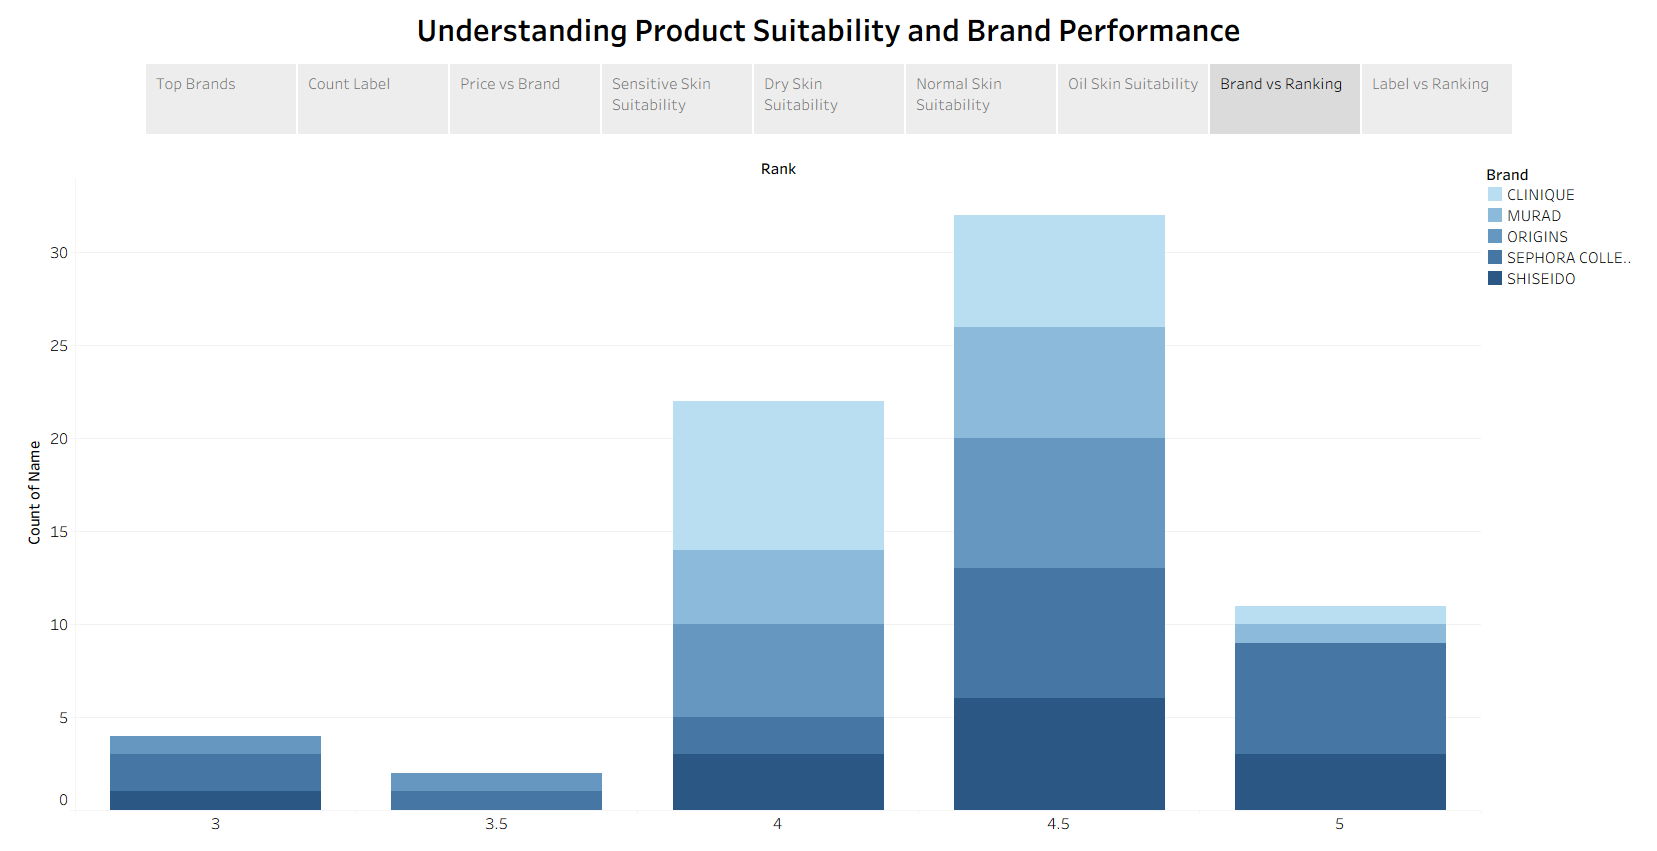 Understanding Product Suitability and Brand Performance
Top Brands
Count Label
Price vs Brand
Sensitive Skin
Suitability
Dry Skin
Suitability
Normal Skin
Suitability
Oil Skin Suitability
Brand vs Ranking
Label vs Ranking
Rank
Brand
CLINIQUE
MURAD
ORIGINS
SEPHORA COLLE..
SHISEIDO
Count of Name
30
25
20
15
10
5
0
3
3.5
4
4.5
5